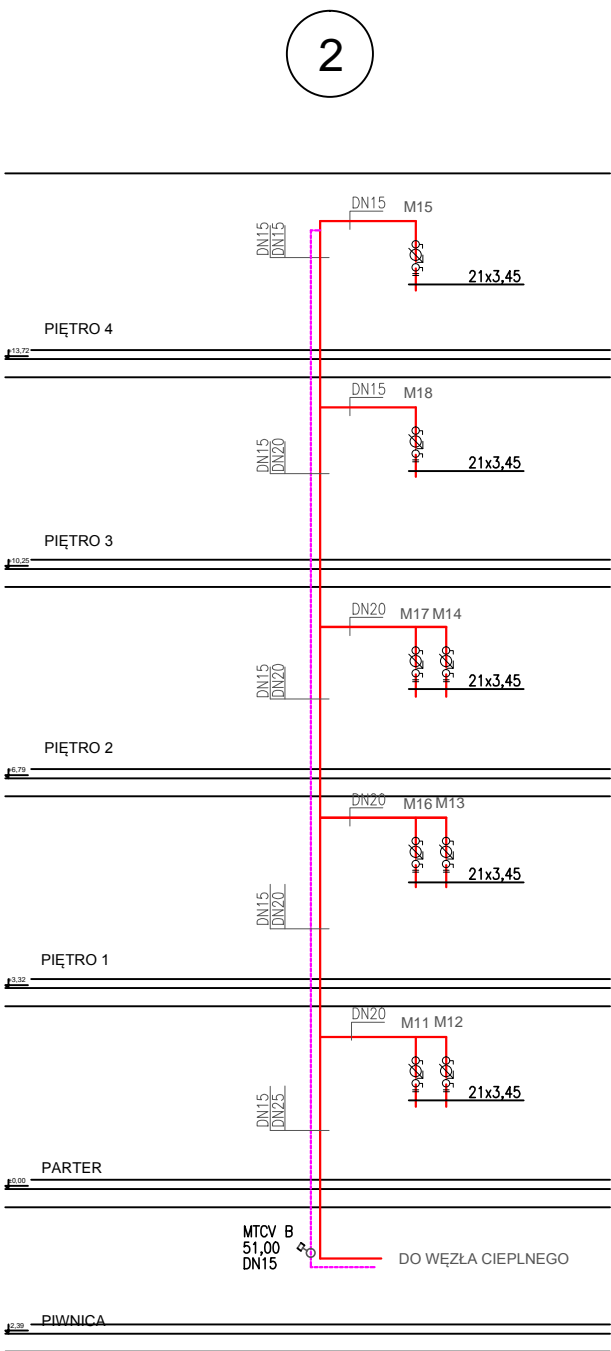 2
DN15 M15
DN15
DN15
21x3,45
PIĘTRO 4
+13,72
DN15 M18
DN15
DN20
21x3,45
PIĘTRO 3
+10,25
DN20 M17 M14
DN15
DN20
21x3,45
PIĘTRO 2
+6,79
DN20 M16 M13
DN15
DN20
21x3,45
PIĘTRO 1
+3,32
DN20 M11 M12
DN15
DN25
21x3,45
PARTER
±0,00
MTCV B
51,00
DN15
DO WĘZŁA CIEPLNEGO
PIWNICA
-2,39